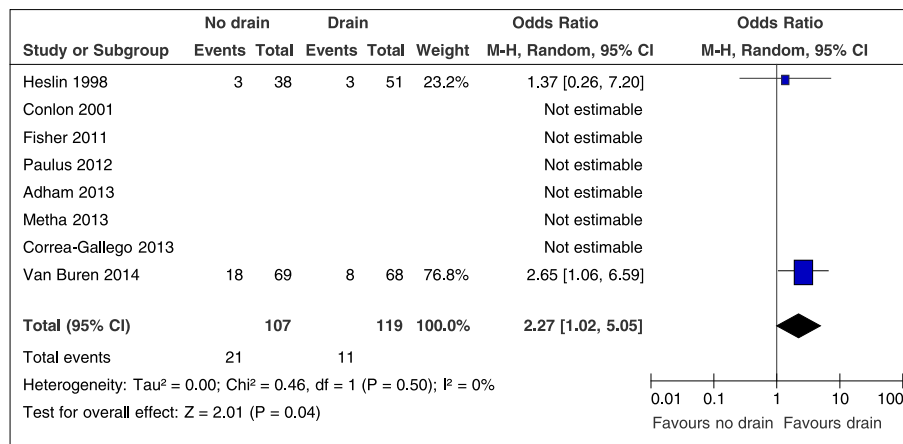 No drain Drain Odds Ratio Odds Ratio
Study or Subgroup Events Total Events Total Weight M-H, Random, 95% CI M-H, Random, 95% CI
Heslin 1998 3 38 3 51 23.2% 1.37 [0.26, 7.20]
Conlon 2001 Not estimable
Fisher 2011 Not estimable
Paulus 2012 Not estimable
Adham 2013 Not estimable
Metha 2013 Not estimable
Correa-Gallego 2013 Not estimable
Van Buren 2014 18 69 8 68 76.8% 2.65 [1.06, 6.59]
Total (95% CI) 107 119 100.0% 2.27 [1.02, 5.05]
Total events 21 11
Heterogeneity: Tau² = 0.00; Chi² = 0.46, df = 1 (P = 0.50); I² = 0%
Test for overall effect: Z = 2.01 (P = 0.04)
0.01 0.1 1 10 100
Favours no drain Favours drain